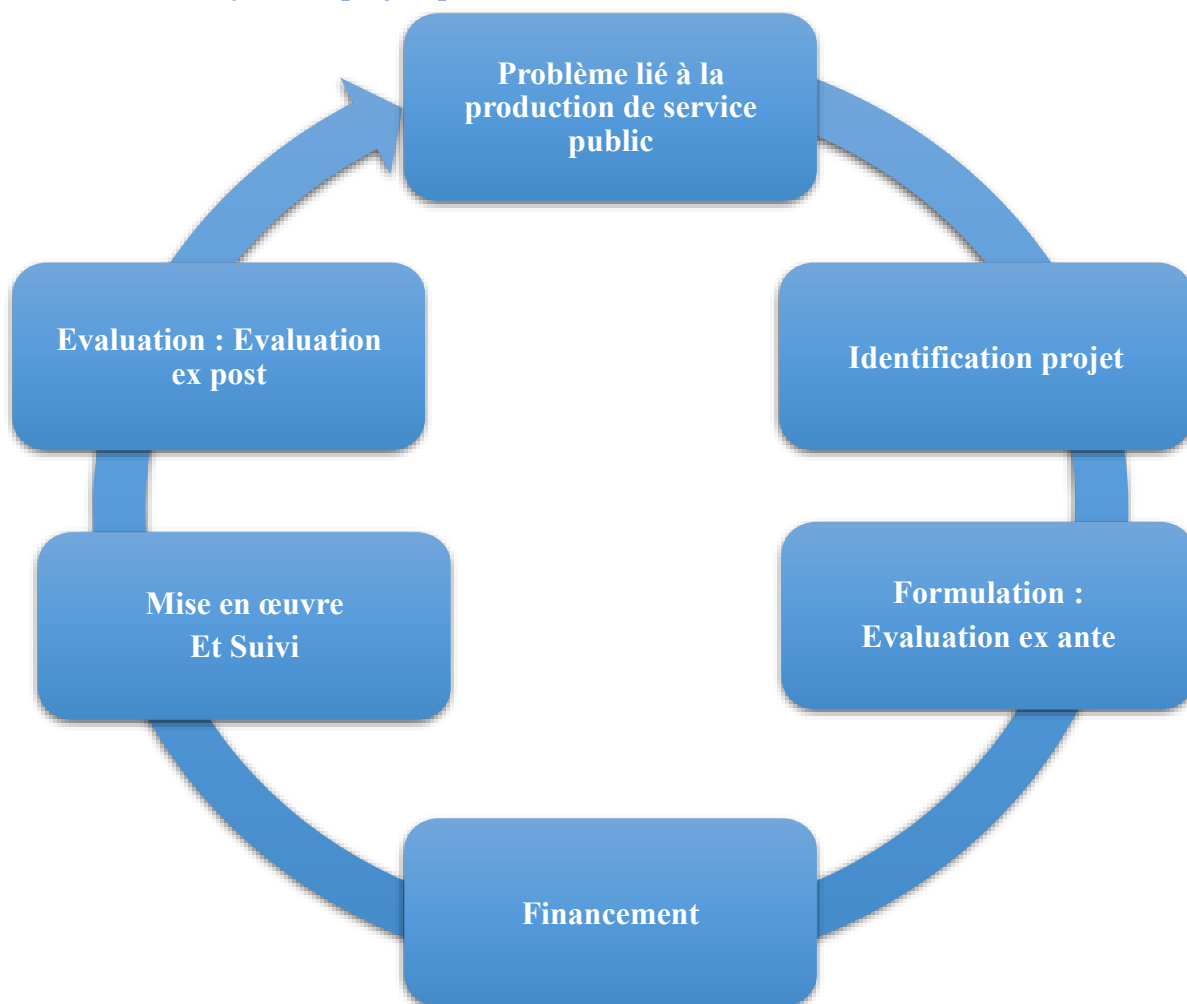 Problème lié à la
production de service
public
Identification projet
Formulation :
Evaluation ex ante
Financement
Mise en œuvre
Et Suivi
Evaluation : Evaluation
ex post